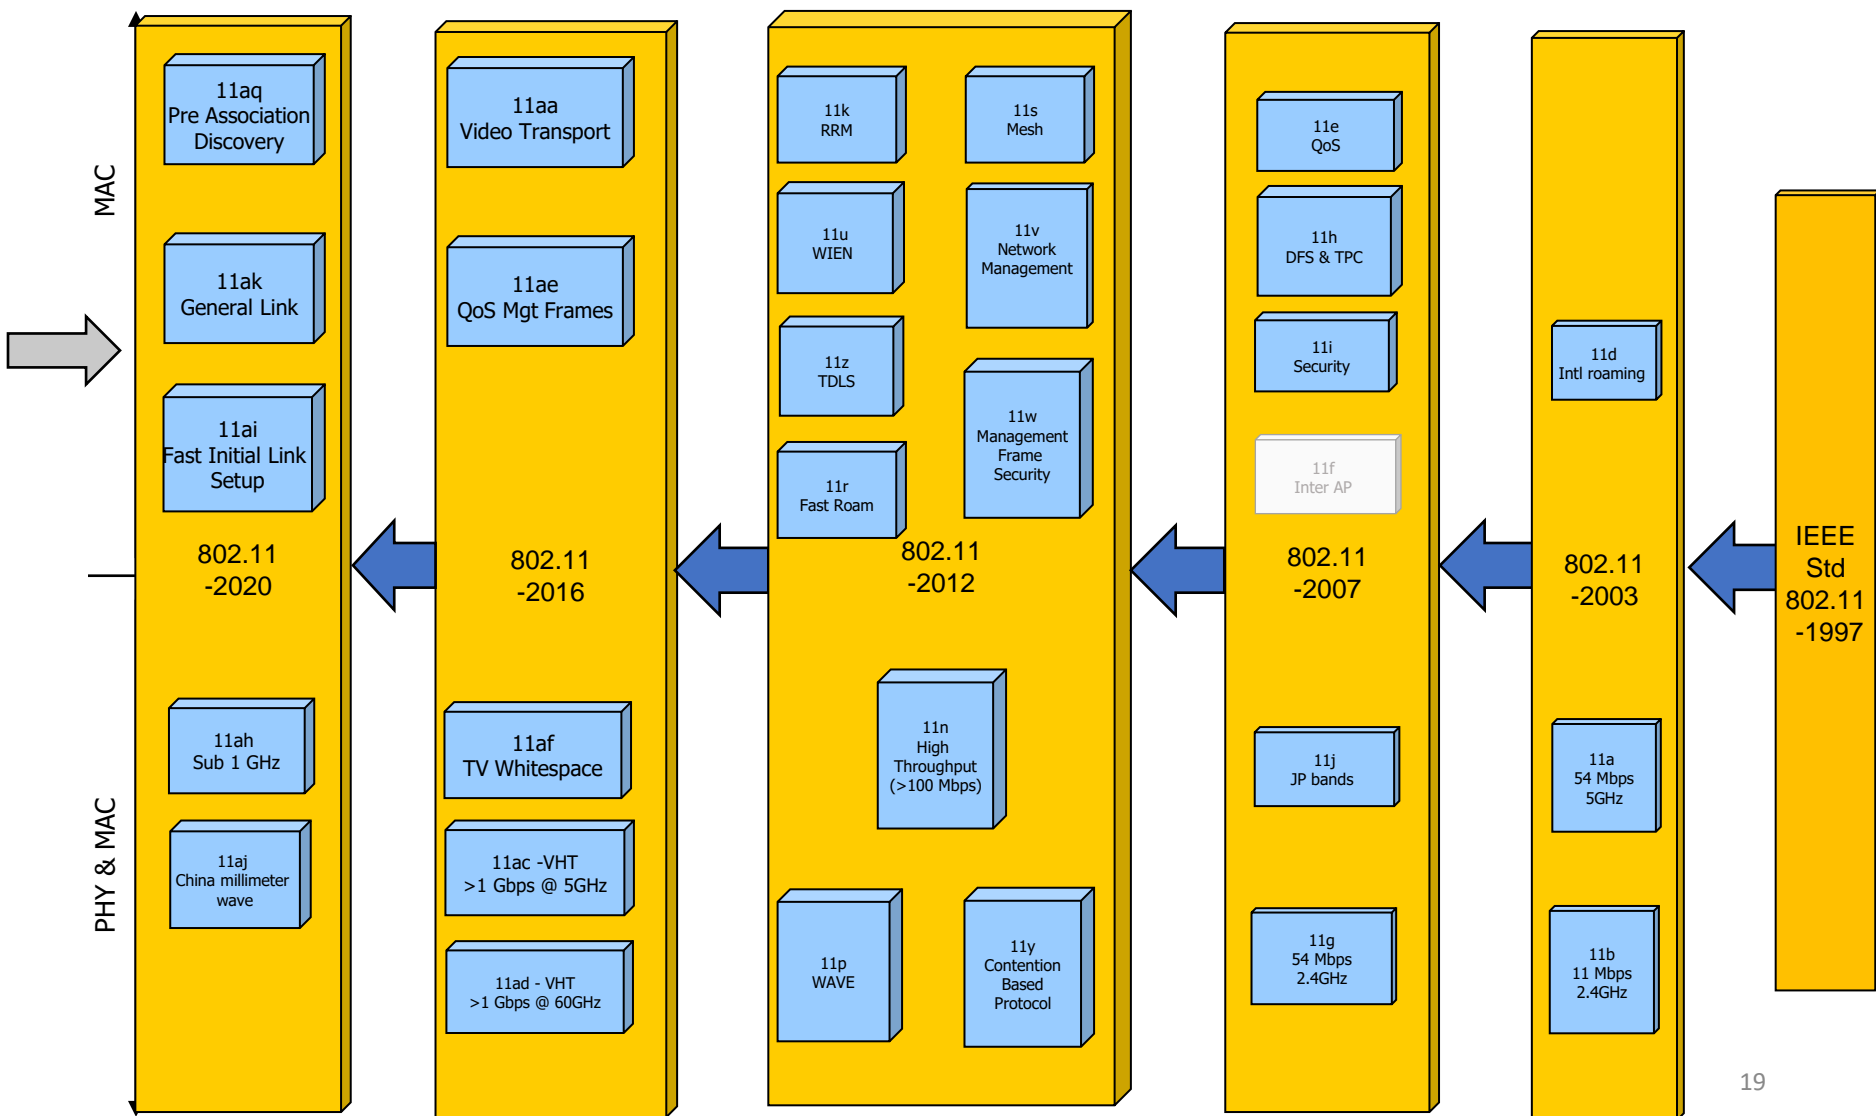 MAC
PHY & MAC
11aq
Pre Association
Discovery
11ak
General Link
11ai
Fast Initial Link
Setup
802.11
-2020
11ah
Sub 1 GHz
11aj
China millimeter
wave
11aa
Video Transport
11ae
QoS Mgt Frames
802.11
-2016
11af
TV Whitespace
11ac -VHT
>1 Gbps @ 5GHz
11ad - VHT
>1 Gbps @ 60GHz
11k
RRM
11s
Mesh
11u
WIEN
11v
Network
Management
11z
TDLS
11w
Management
Frame
Security
11r
Fast Roam
802.11
-2012
11n
High
Throughput
(>100 Mbps)
11p
WAVE
11y
Contention
Based
Protocol
11e
QoS
11h
DFS & TPC
11i
Security
11f
Inter AP
802.11
-2007
11j
JP bands
11g
54 Mbps
2.4GHz
11d
Intl roaming
802.11
-2003
11a
54 Mbps
5GHz
11b
11 Mbps
2.4GHz
IEEE
Std
802.11
-1997
19